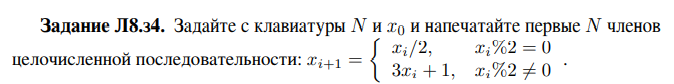 Задание Л8.з4. Задайте с клавиатуры N и x₀ и напечатайте первые N членов
целочисленной последовательности: xᵢ₊₁ = { xᵢ/2, xᵢ%2 = 0
3xᵢ + 1, xᵢ%2 ≠ 0 .